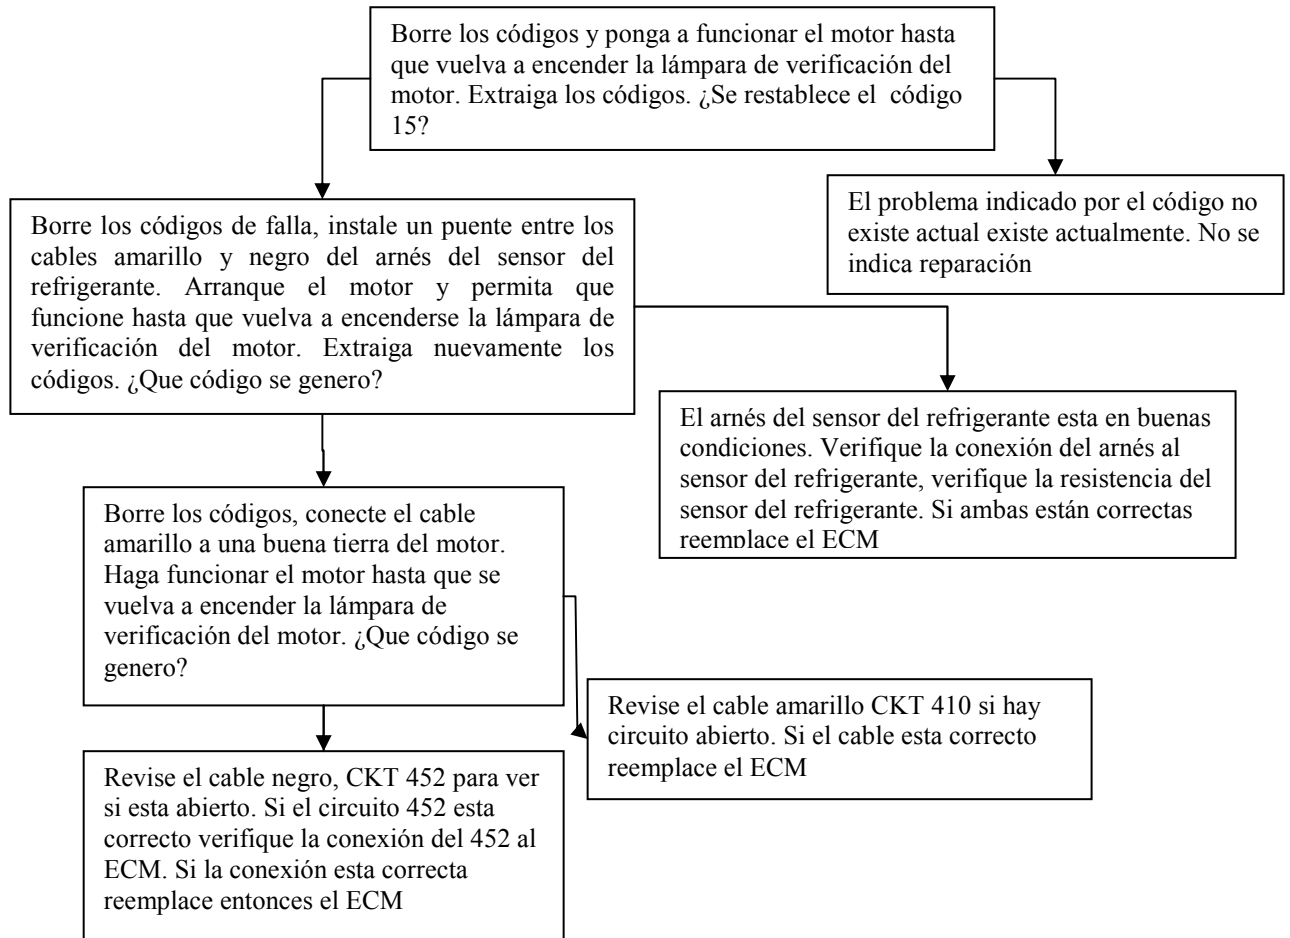 Borre los códigos y ponga a funcionar el motor hasta
que vuelva a encender la lámpara de verificación del
motor. Extraiga los códigos. ¿Se restablece el código
15?
El problema indicado por el código no
existe actual existe actualmente. No se
indica reparación
Borre los códigos de falla, instale un puente entre los
cables amarillo y negro del arnés del sensor del
refrigerante. Arranque el motor y permita que
funcione hasta que vuelva a encenderse la lámpara de
verificación del motor. Extraiga nuevamente los
códigos. ¿Que código se genero?
El arnés del sensor del refrigerante esta en buenas
condiciones. Verifique la conexión del arnés al
sensor del refrigerante, verifique la resistencia del
sensor del refrigerante. Si ambas están correctas
reemplace el ECM
Borre los códigos, conecte el cable
amarillo a una buena tierra del motor.
Haga funcionar el motor hasta que se
vuelva a encender la lámpara de
verificación del motor. ¿Que código se
genero?
Revise el cable amarillo CKT 410 si hay
circuito abierto. Si el cable esta correcto
reemplace el ECM
Revise el cable negro, CKT 452 para ver
si esta abierto. Si el circuito 452 esta
correcto verifique la conexión del 452 al
ECM. Si la conexión esta correcta
reemplace entonces el ECM